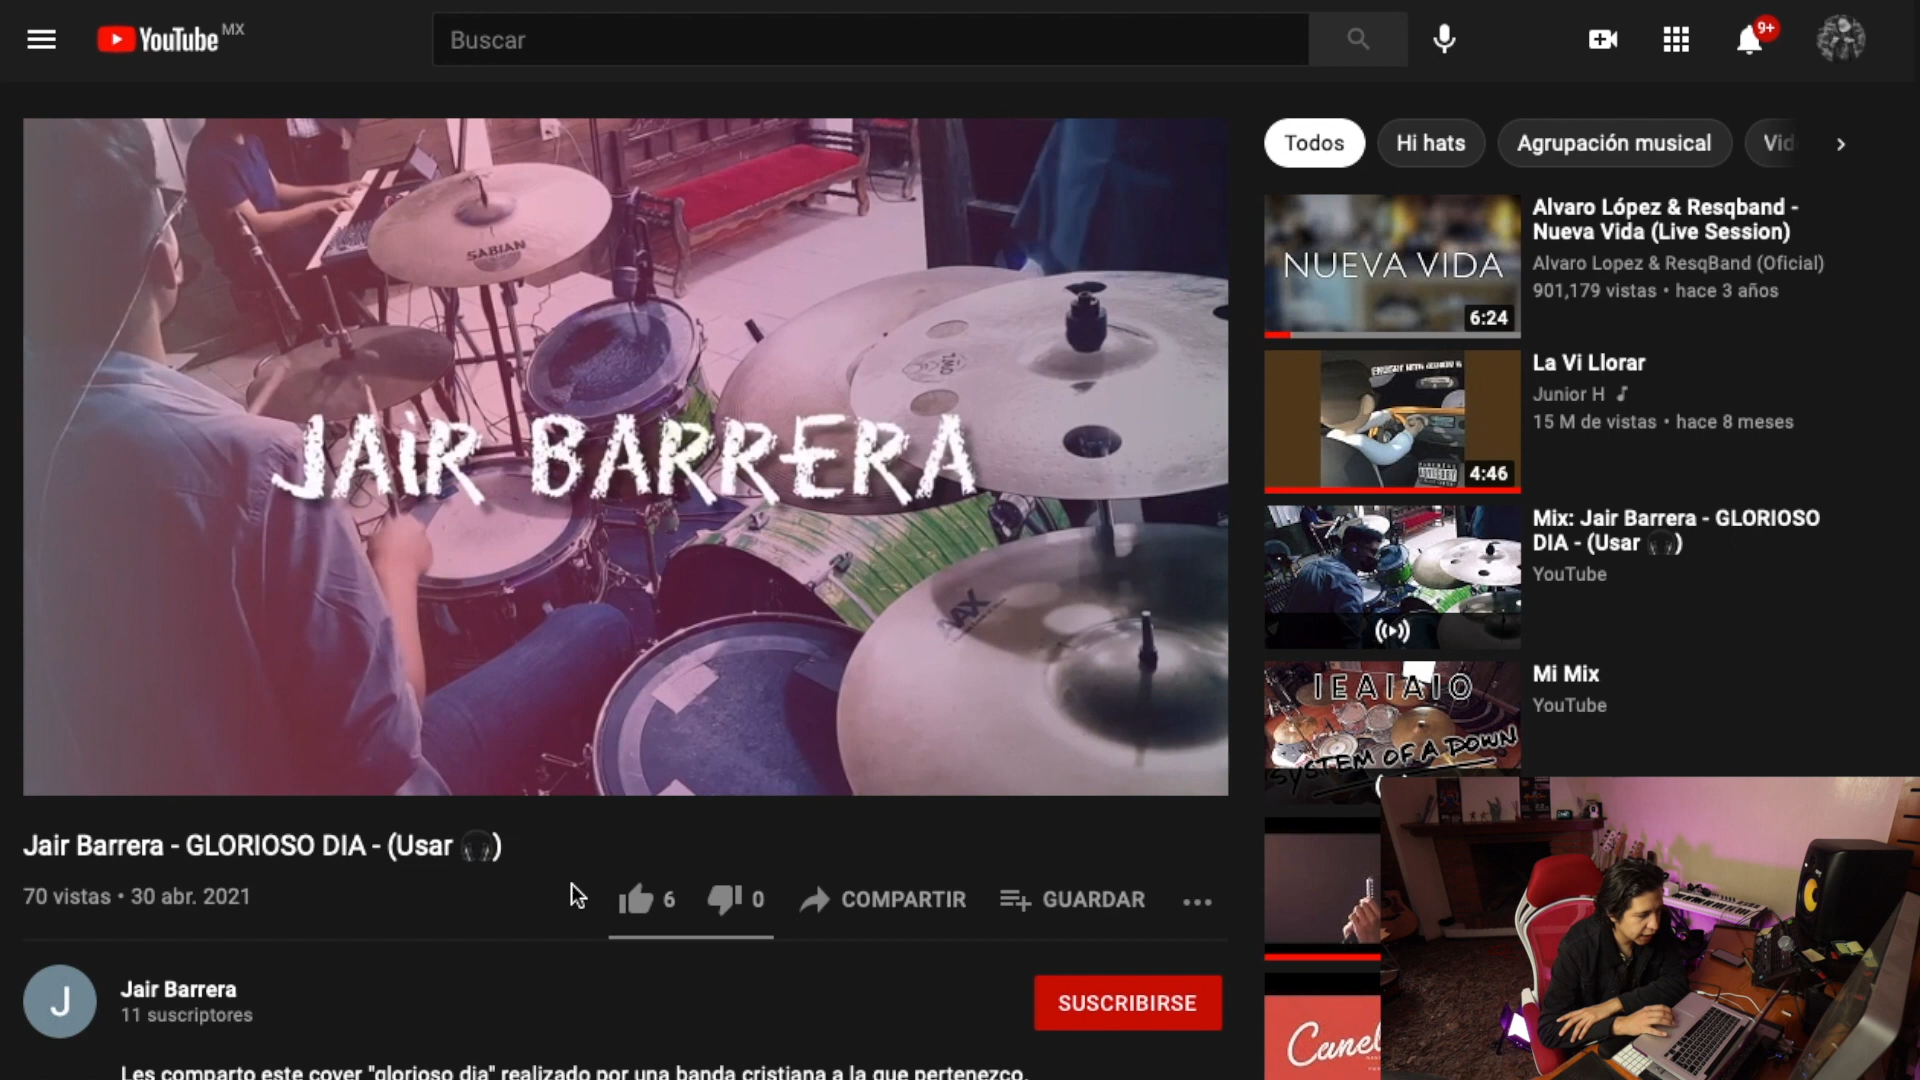 YouTube MX
Buscar
9+
SABIAN
AAX
JAIR BARRERA
Jair Barrera - GLORIOSO DIA - (Usar 🎧)
70 vistas • 30 abr. 2021
6
0
COMPARTIR
GUARDAR
J
Jair Barrera
11 suscriptores
SUSCRIBIRSE
Les comparto este cover "glorioso dia" realizado por una banda cristiana a la que pertenezco.
Todos
Hi hats
Agrupación musical
NUEVA VIDA
6:24
Alvaro López & Resqband -
Nueva Vida (Live Session)
Alvaro Lopez & ResqBand (Oficial)
901,179 vistas • hace 3 años
4:46
La Vi Llorar
Junior H
15 M de vistas • hace 8 meses
Mix: Jair Barrera - GLORIOSO
DIA - (Usar 🎧)
YouTube
IEAIAIO
SYSTEM OF A DOWN
Mi Mix
YouTube